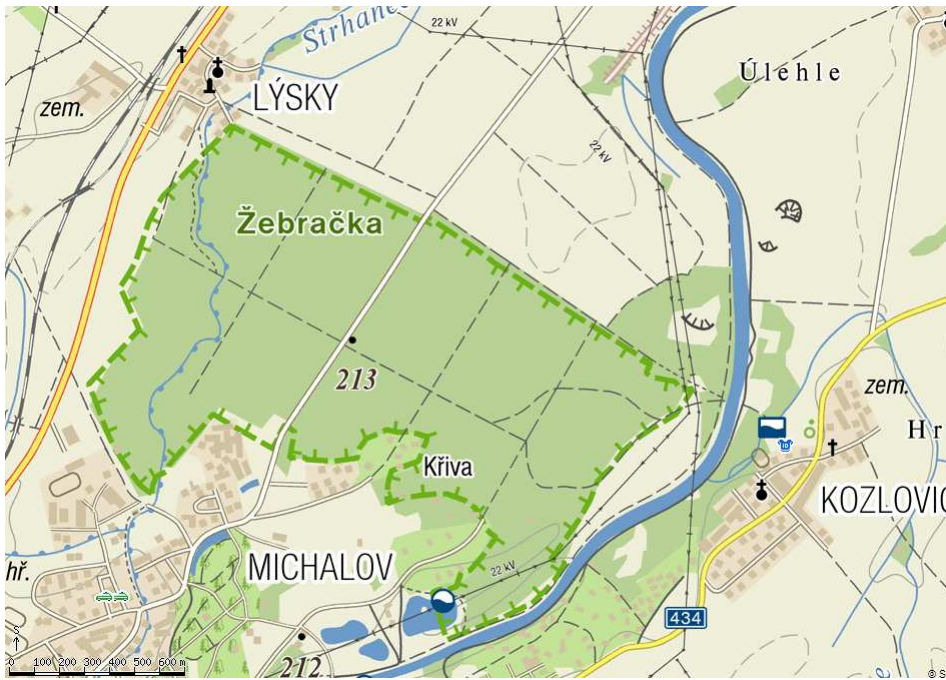 Strhanec
22 kV
Úlehle
LÝSKY
zem.
22 kV
Žebračka
213
zem.
Křiva
Hr
KOZLOVIC
MICHALOV
22 kV
hř.
434
S
212
0 100 200 300 400 500 600 m
© S